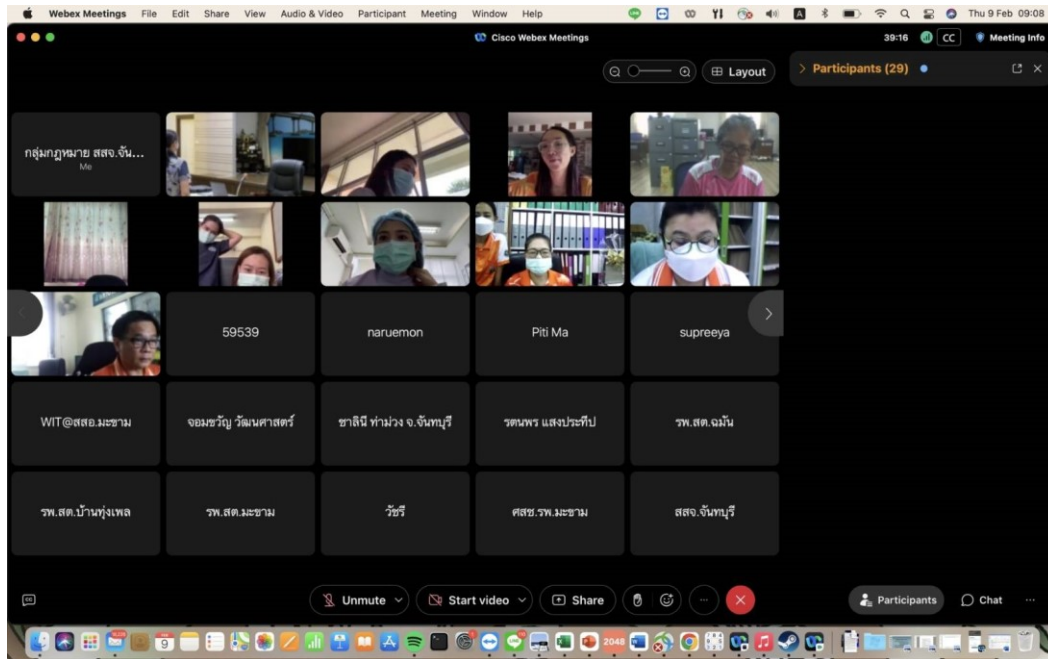 Webex Meetings File Edit Share View Audio & Video Participant Meeting Window Help Thu 9 Feb 09:08
Cisco Webex Meetings
39:16 CC Meeting Info
Layout
Participants (29)
กลุ่มกฎหมาย สสจ.จัน...
Me
59539
naruemon
Piti Ma
supreeya
WIT@สสอ.มะขาม
จอมขวัญ วัฒนศาสตร์
ชาลินี ท่าม่วง จ.จันทบุรี
รตนพร แสงประทีป
รพ.สต.ฉมัน
รพ.สต.บ้านทุ่งเพล
รพ.สต.มะขาม
วัชรี
ศสช.รพ.มะขาม
สสจ.จันทบุรี
Unmute
Start video
Share
Participants
Chat
9
2048